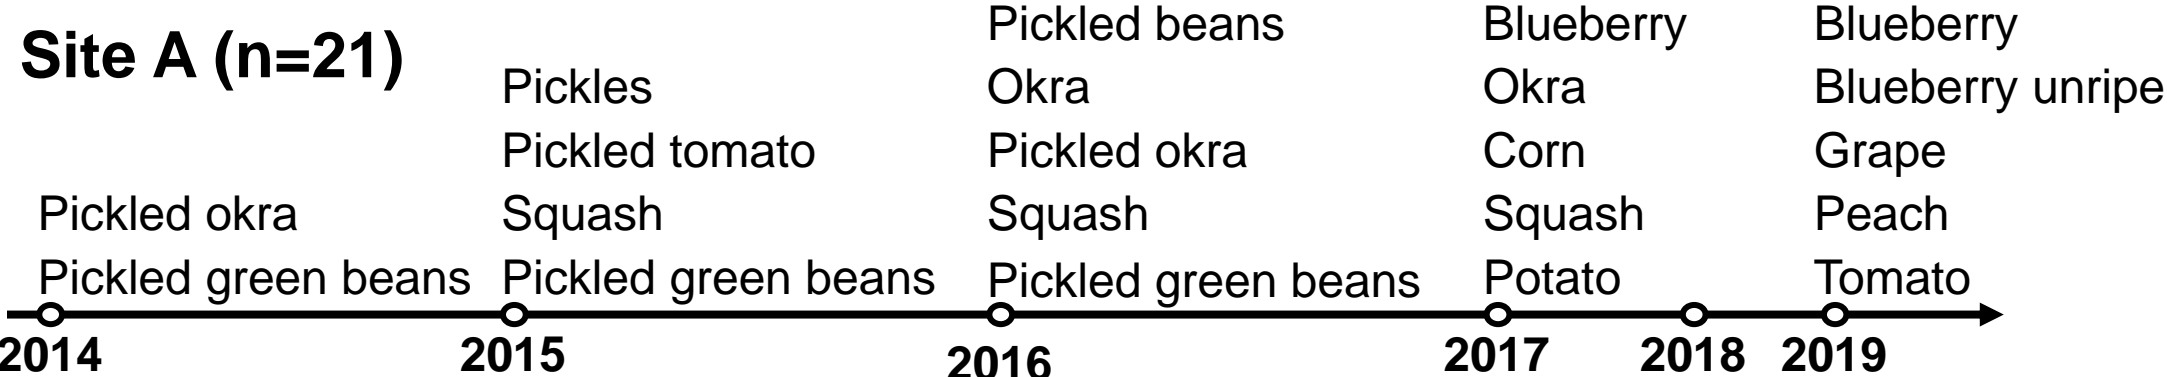 Site A (n=21)
Pickled okra
Pickled green beans
Pickles
Pickled tomato
Squash
Pickled green beans
Pickled beans
Okra
Pickled okra
Squash
Pickled green beans
Blueberry
Okra
Corn
Squash
Potato
Blueberry
Blueberry unripe
Grape
Peach
Tomato
2014
2015
2016
2017
2018
2019